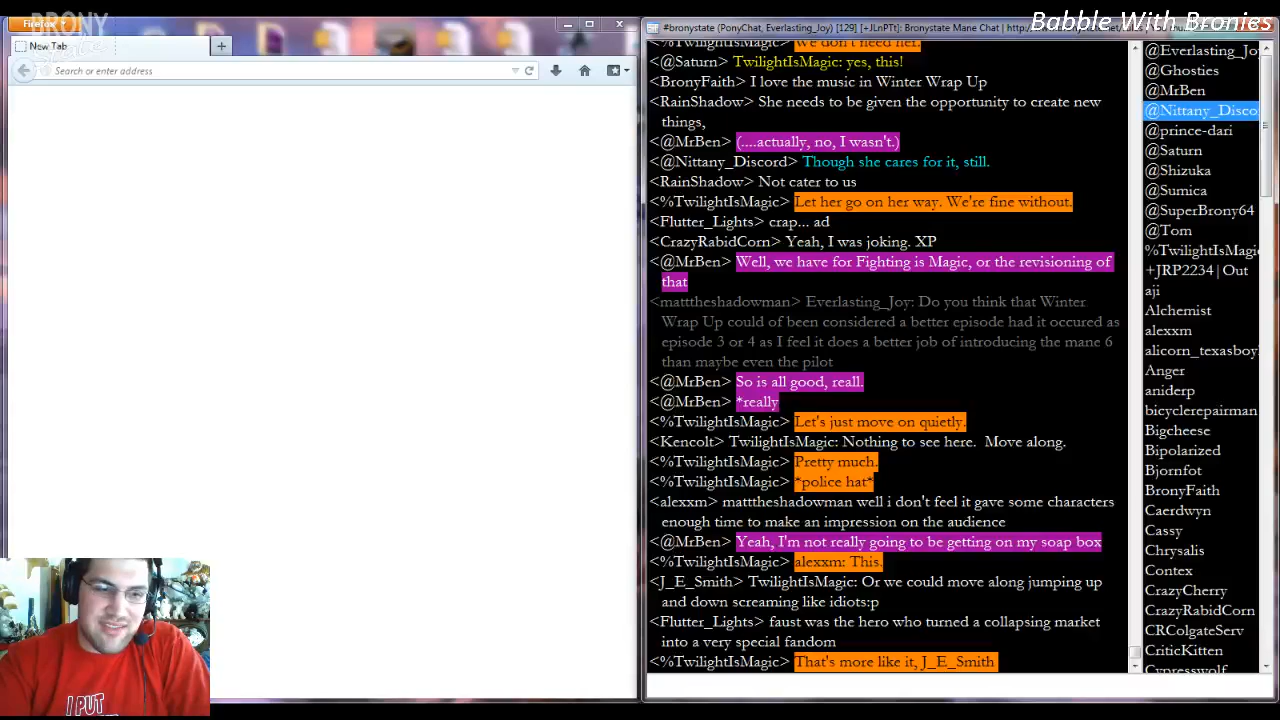 BRONY
Firefox
New Tab
Search or enter address
#bronystate (PonyChat, Everlasting_Joy) [129] [+JLnPTt]: Bronystate Mane Chat | http://
Babble With Bronies
<%TwilightIsMagic> We don't need her.
<@Saturn> TwilightIsMagic: yes, this!
<BronyFaith> I love the music in Winter Wrap Up
<RainShadow> She needs to be given the opportunity to create new
things,
<@MrBen> (....actually, no, I wasn't.)
<@Nittany_Discord> Though she cares for it, still.
<RainShadow> Not cater to us
<%TwilightIsMagic> Let her go on her way. We're fine without.
<Flutter_Lights> crap... ad
<CrazyRabidCorn> Yeah, I was joking. XP
<@MrBen> Well, we have for Fighting is Magic, or the revisioning of
that
<matttheshadowman> Everlasting_Joy: Do you think that Winter
Wrap Up could of been considered a better episode had it occured as
episode 3 or 4 as I feel it does a better job of introducing the mane 6
than maybe even the pilot
<@MrBen> So is all good, reall.
<@MrBen> *really
<%TwilightIsMagic> Let's just move on quietly.
<Kencolt> TwilightIsMagic: Nothing to see here.  Move along.
<%TwilightIsMagic> Pretty much.
<%TwilightIsMagic> *police hat*
<alexxm> matttheshadowman well i don't feel it gave some characters
enough time to make an impression on the audience
<@MrBen> Yeah, I'm not really going to be getting on my soap box
<%TwilightIsMagic> alexxm: This.
<J_E_Smith> TwilightIsMagic: Or we could move along jumping up
and down screaming like idiots:p
<Flutter_Lights> faust was the hero who turned a collapsing market
into a very special fandom
<%TwilightIsMagic> That's more like it, J_E_Smith
@Everlasting_Jo
@Ghosties
@MrBen
@Nittany_Disco
@prince-dari
@Saturn
@Shizuka
@Sumica
@SuperBrony64
@Tom
%TwilightIsMagic
+JRP2234|Out
aji
Alchemist
alexxm
alicorn_texasboy
Anger
aniderp
bicyclerepairman
Bigcheese
Bipolarized
Bjornfot
BronyFaith
Caerdwyn
Cassy
Chrysalis
Contex
CrazyCherry
CrazyRabidCorn
CRColgateServ
CriticKitten
Cypresswolf
I PUT